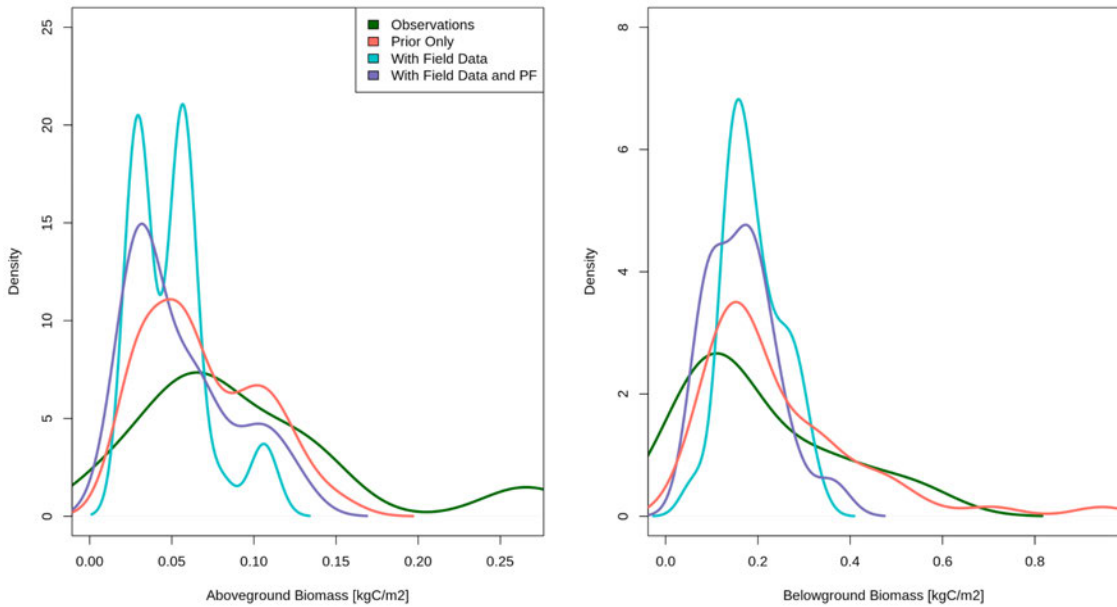 Observations
Prior Only
With Field Data
With Field Data and PF
25
20
15
10
5
0
Density
0.00 0.05 0.10 0.15 0.20 0.25
Aboveground Biomass [kgC/m2]
8
6
4
2
0
Density
0.0 0.2 0.4 0.6 0.8
Belowground Biomass [kgC/m2]